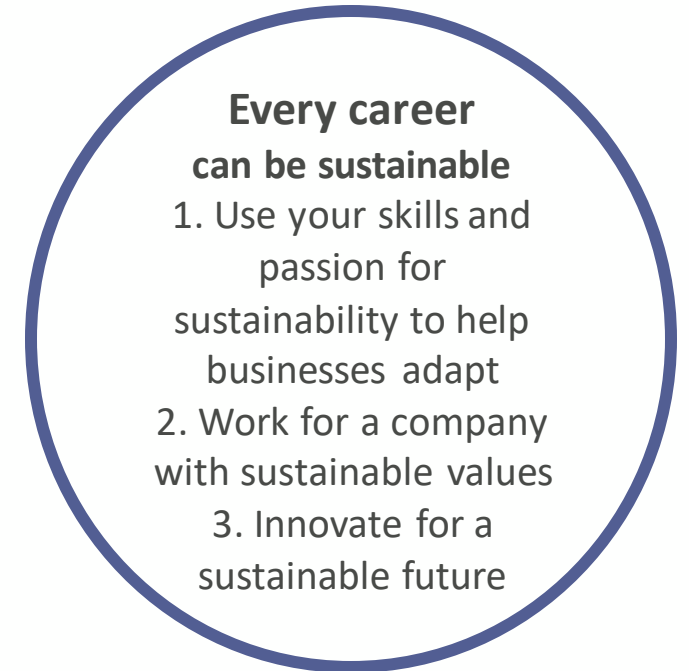 Every career
can be sustainable
1. Use your skills and
passion for
sustainability to help
businesses adapt
2. Work for a company
with sustainable values
3. Innovate for a
sustainable future